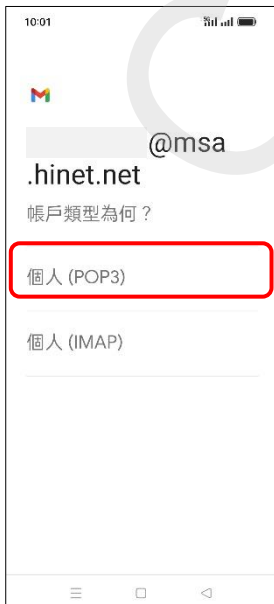 10:01
@msa
.hinet.net
帳戶類型為何？
個人 (POP3)
個人 (IMAP)